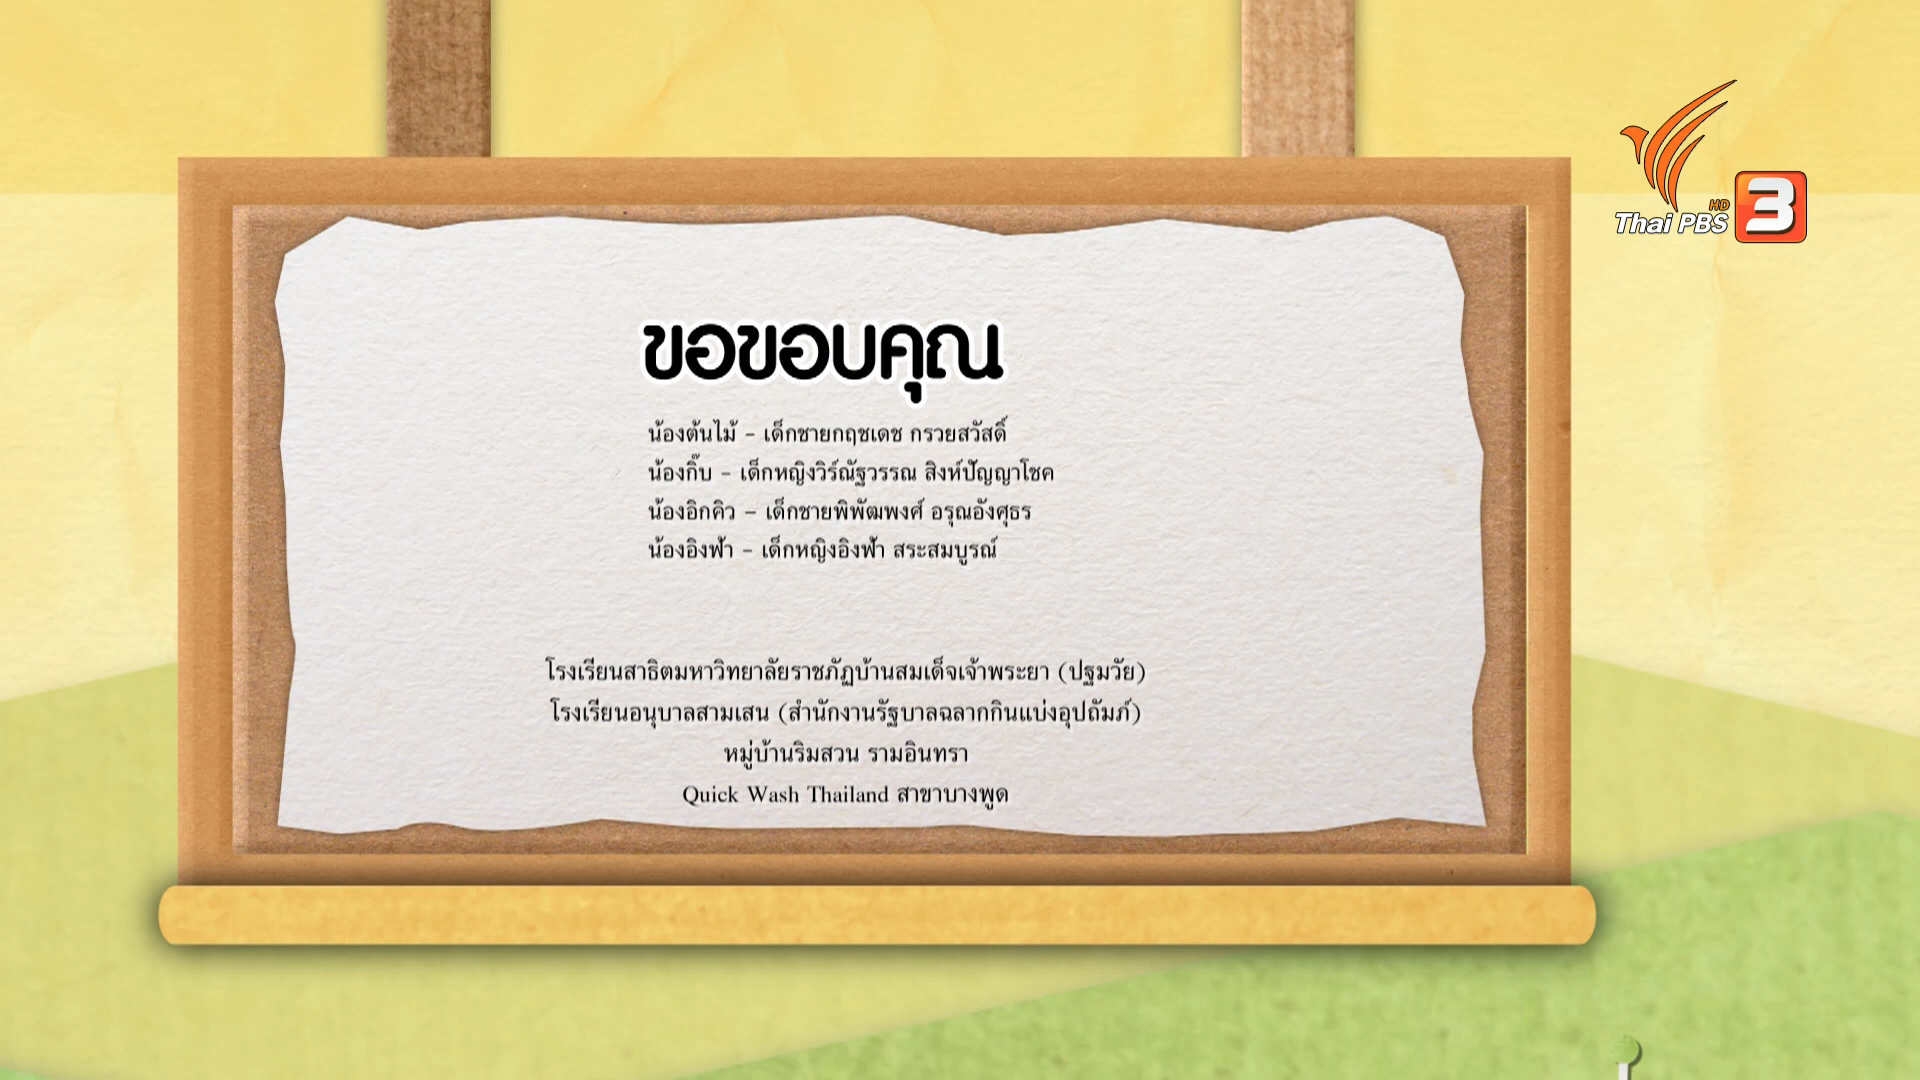 HD
Thai PBS 3
ขอขอบคุณ
น้องต้นไม้ - เด็กชายกฤชเดช กรวยสวัสดิ์
น้องกิ๊บ - เด็กหญิงวิร์ณัฐวรรณ สิงห์ปัญญาโชค
น้องอิกคิว - เด็กชายพิพัฒพงศ์ อรุณอังศุธร
น้องอิงฟ้า - เด็กหญิงอิงฟ้า สระสมบูรณ์
โรงเรียนสาธิตมหาวิทยาลัยราชภัฏบ้านสมเด็จเจ้าพระยา (ปฐมวัย)
โรงเรียนอนุบาลสามเสน (สำนักงานรัฐบาลฉลากกินแบ่งอุปถัมภ์)
หมู่บ้านริมสวน รามอินทรา
Quick Wash Thailand สาขาบางพูด